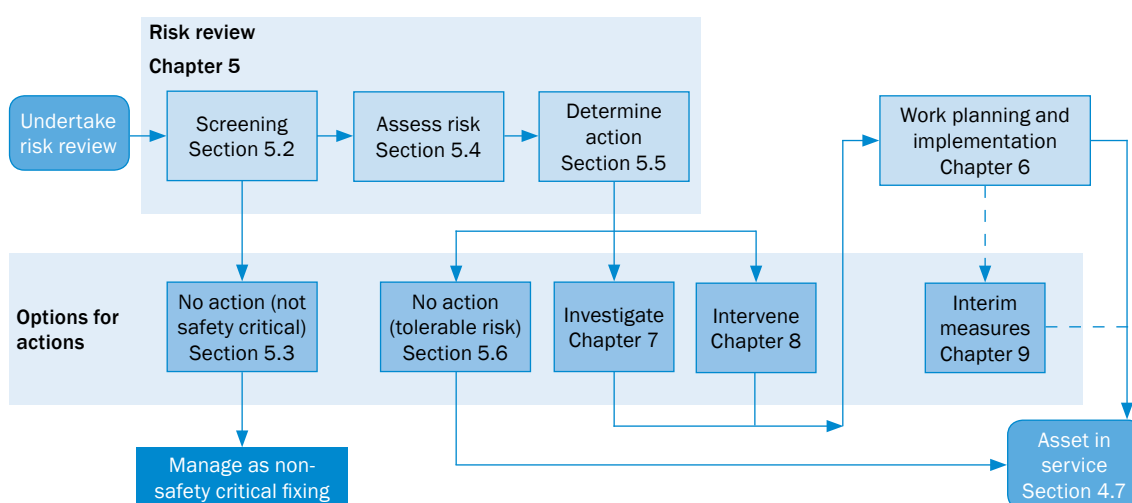 Risk review
Chapter 5
Undertake
risk review
Screening
Section 5.2
Assess risk
Section 5.4
Determine
action
Section 5.5
Work planning and
implementation
Chapter 6
Options for
actions
No action (not
safety critical)
Section 5.3
No action
(tolerable risk)
Section 5.6
Investigate
Chapter 7
Intervene
Chapter 8
Interim
measures
Chapter 9
Manage as non-
safety critical fixing
Asset in
service
Section 4.7